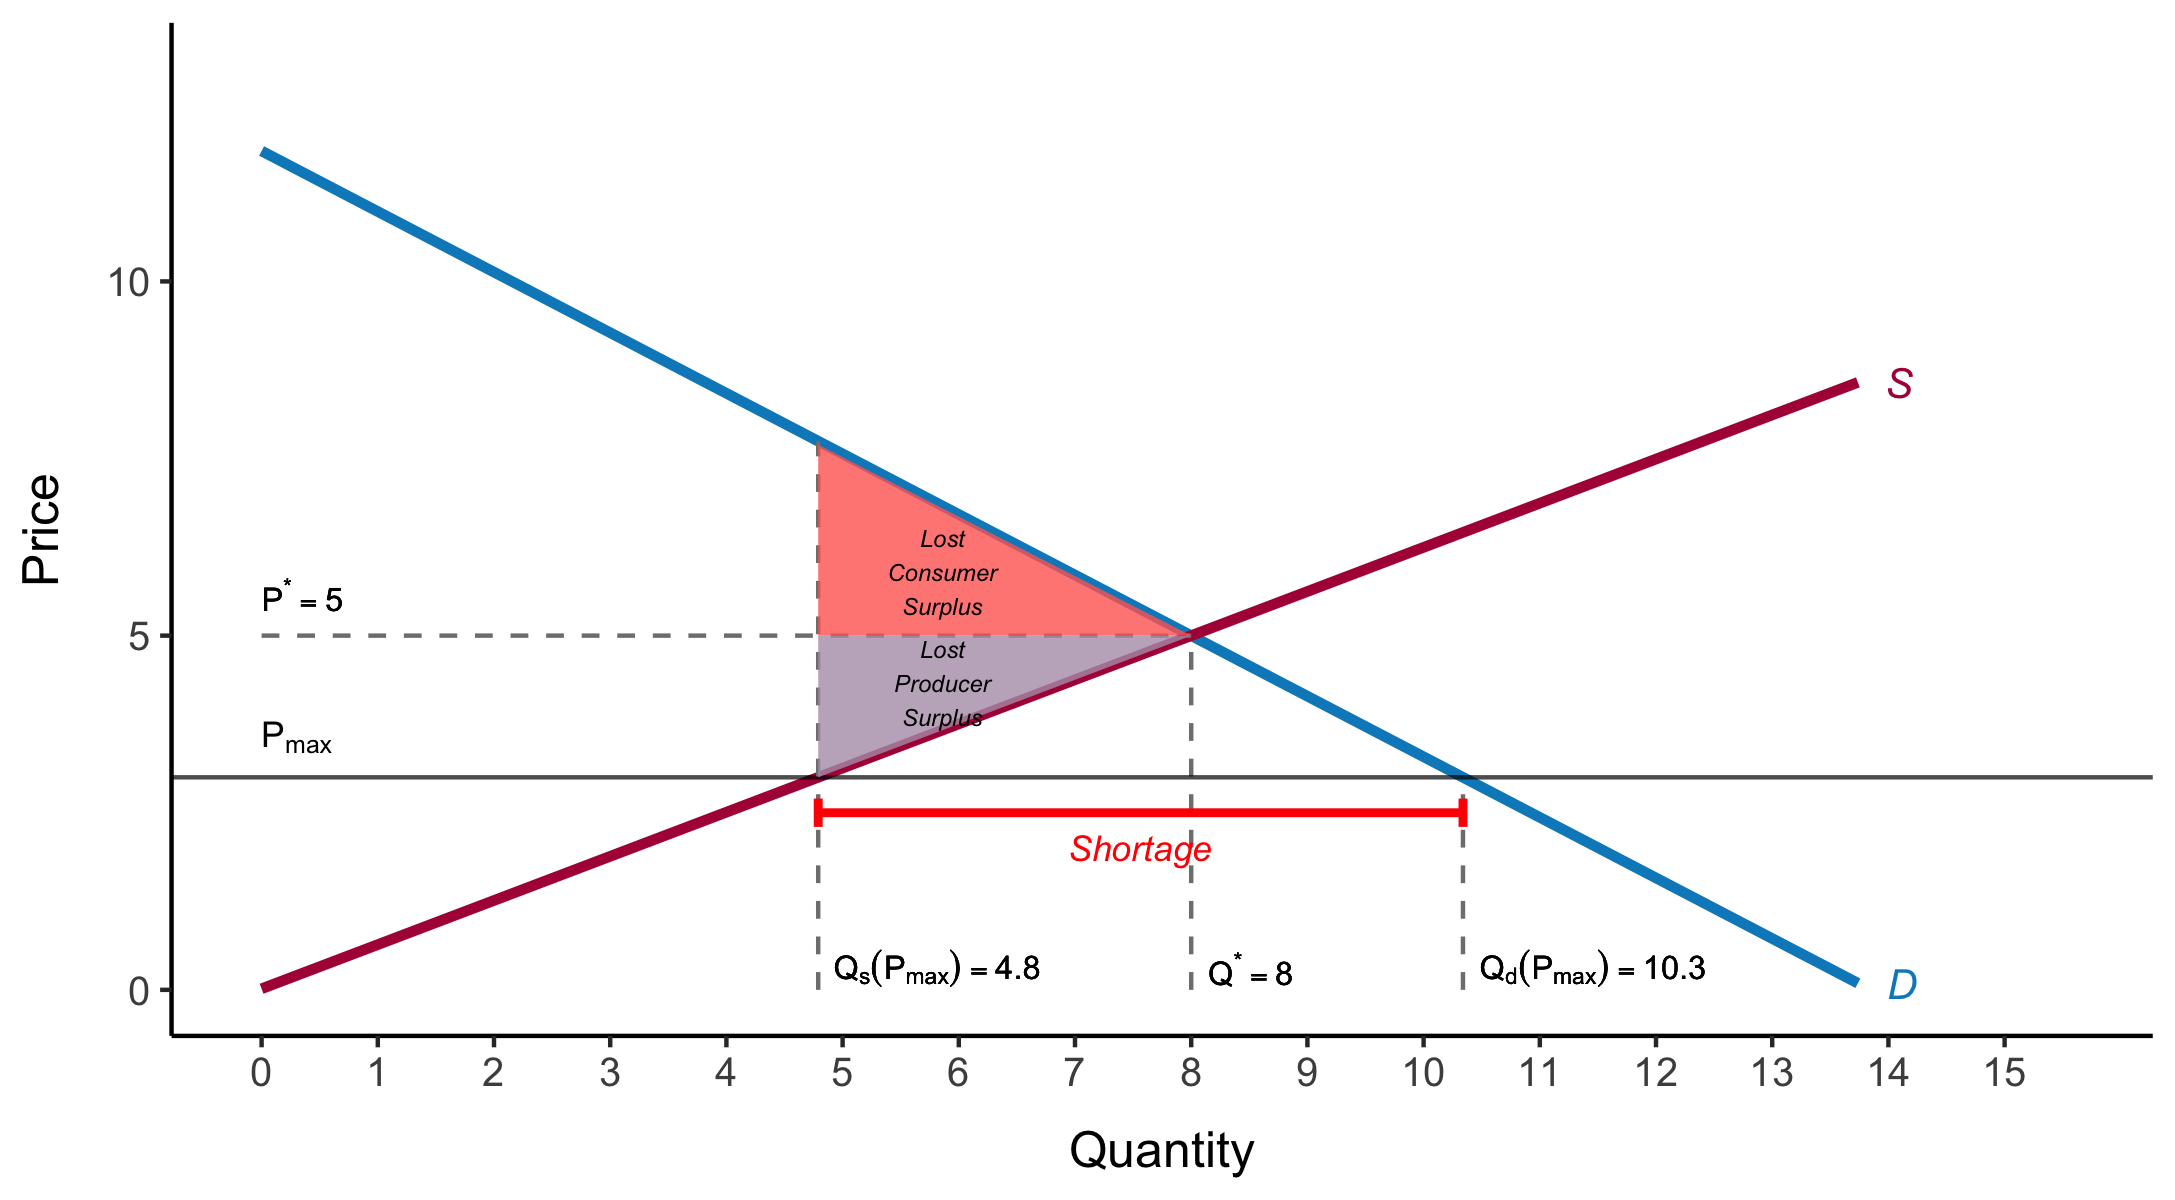 10
S
Price
Lost
Consumer
Surplus
P* = 5
5
Lost
Producer
Surplus
Pmax
Shortage
Qs(Pmax) = 4.8
Q* = 8
Qd(Pmax) = 10.3
D
0
0 1 2 3 4 5 6 7 8 9 10 11 12 13 14 15
Quantity